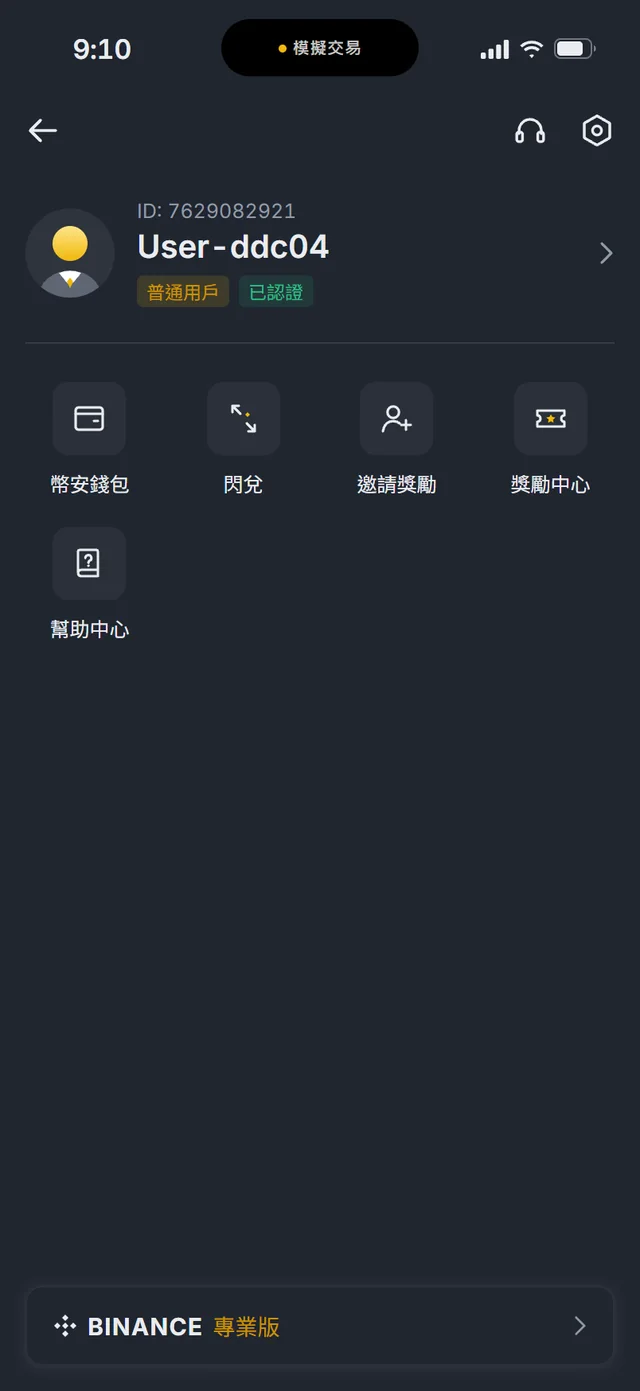 9:10
模擬交易
ID: 7629082921
User-ddc04
普通用戶 已認證
幣安錢包 閃兌 邀請獎勵 獎勵中心
幫助中心
BINANCE 專業版